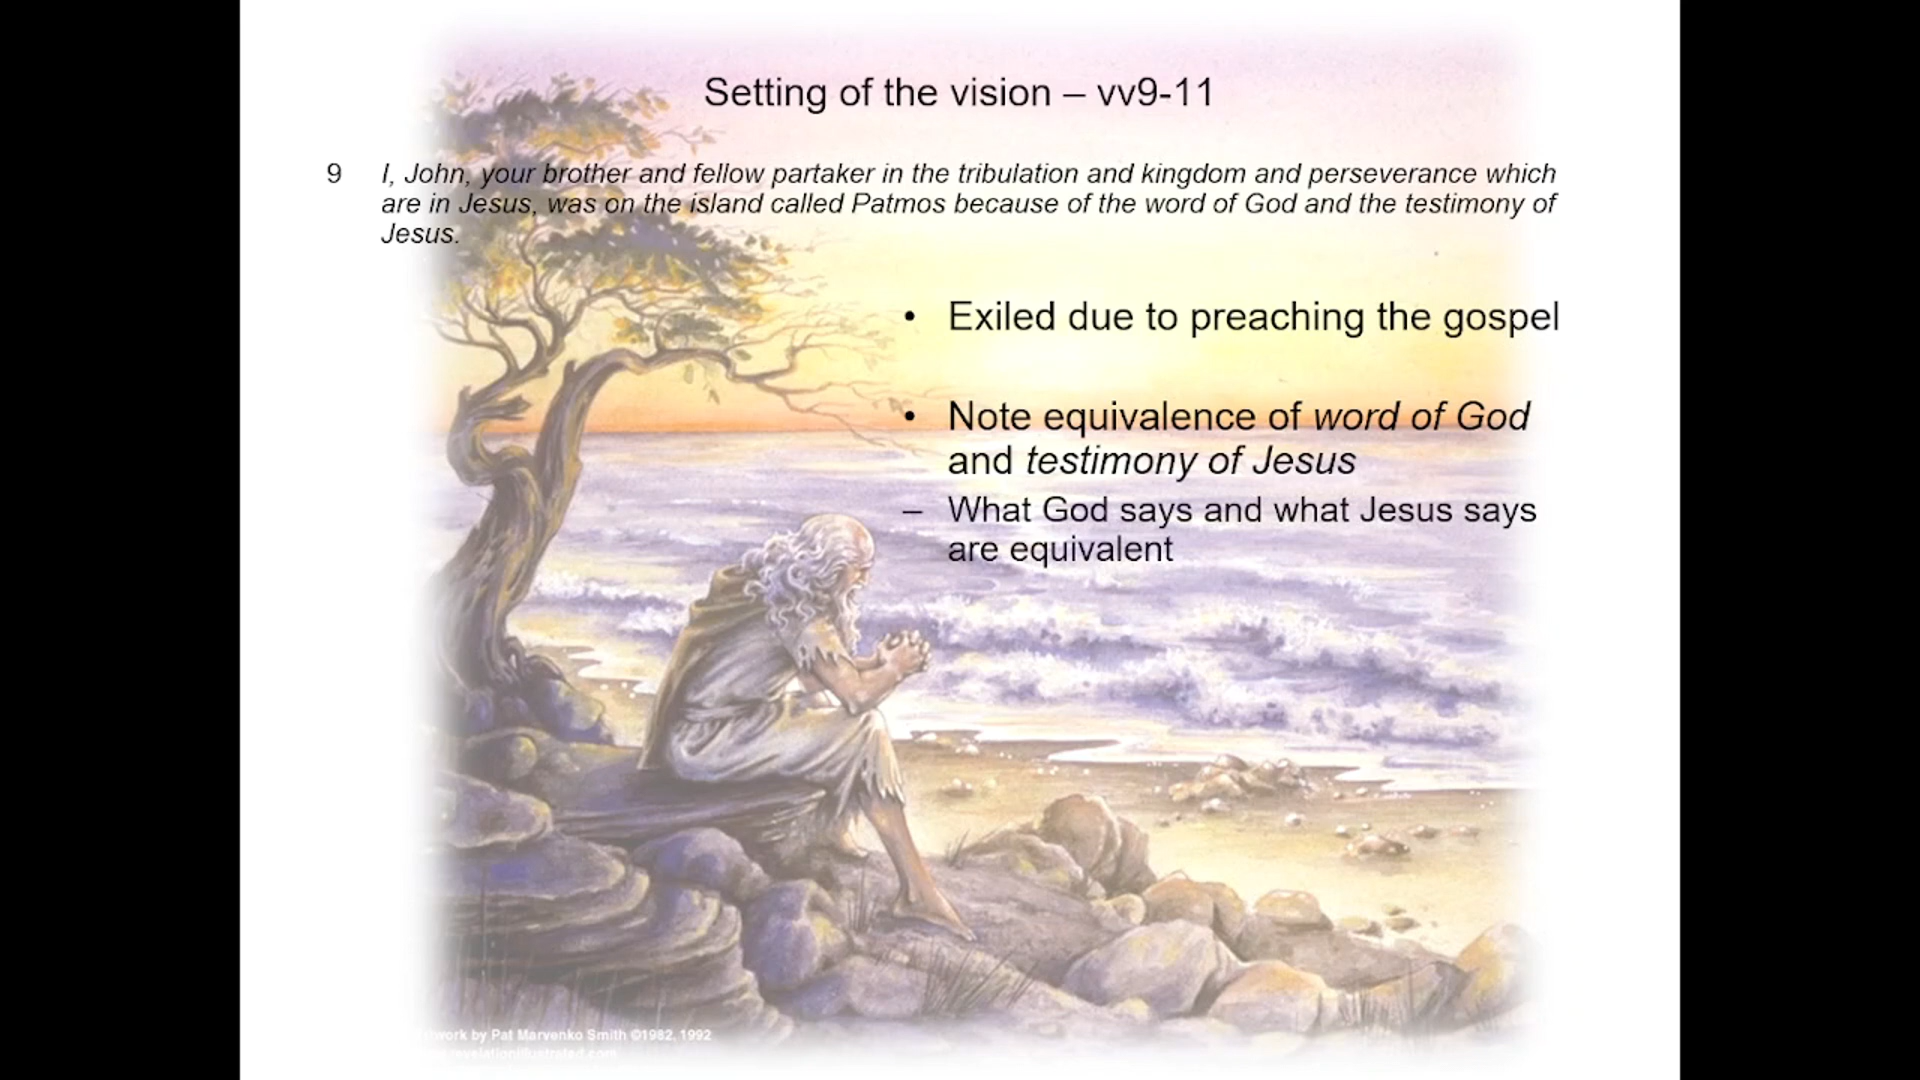 Setting of the vision – vv9-11
9 I, John, your brother and fellow partaker in the tribulation and kingdom and perseverance which
are in Jesus, was on the island called Patmos because of the word of God and the testimony of
Jesus.
• Exiled due to preaching the gospel
• Note equivalence of word of God
and testimony of Jesus
– What God says and what Jesus says
are equivalent
by Pat Marvenko Smith ©1982, 1992
revelationillustrated.com